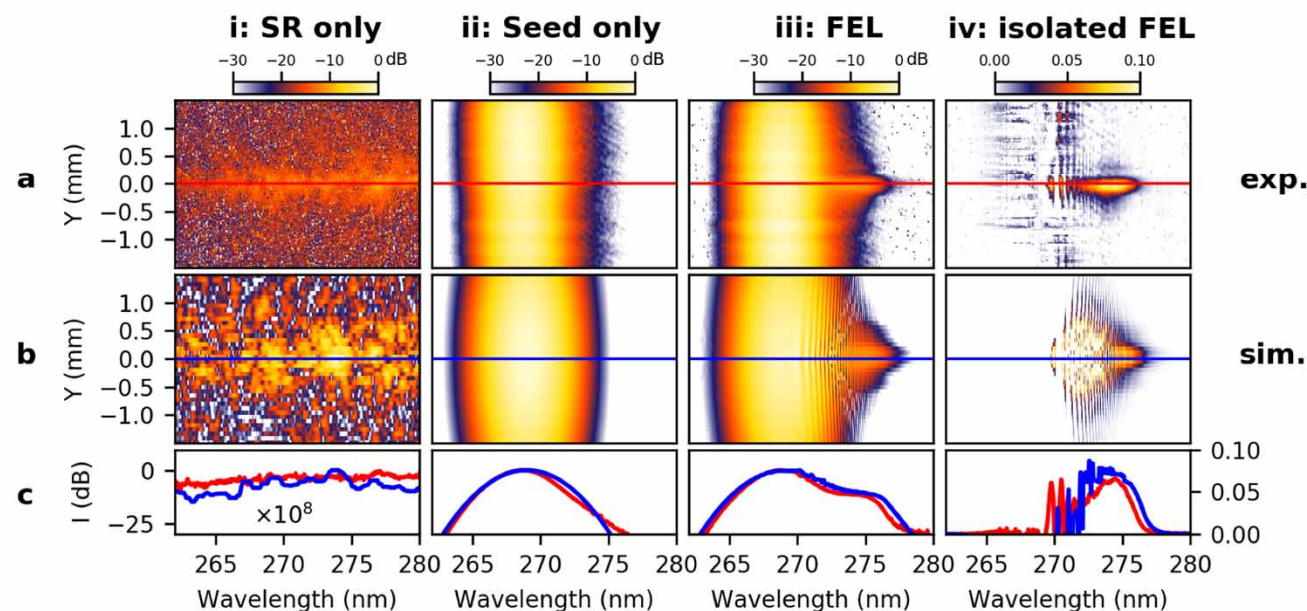 i: SR only ii: Seed only iii: FEL iv: isolated FEL
−30 −20 −10 0 dB −30 −20 −10 0 dB −30 −20 −10 0 dB 0.00 0.05 0.10
a Y (mm) 1.0 0.5 0.0 −0.5 −1.0 exp.
b Y (mm) 1.0 0.5 0.0 −0.5 −1.0 sim.
c I (dB) 0 −25 ×10⁸ 0.10 0.05 0.00
265 270 275 280 265 270 275 280 265 270 275 280 265 270 275 280
Wavelength (nm) Wavelength (nm) Wavelength (nm) Wavelength (nm)